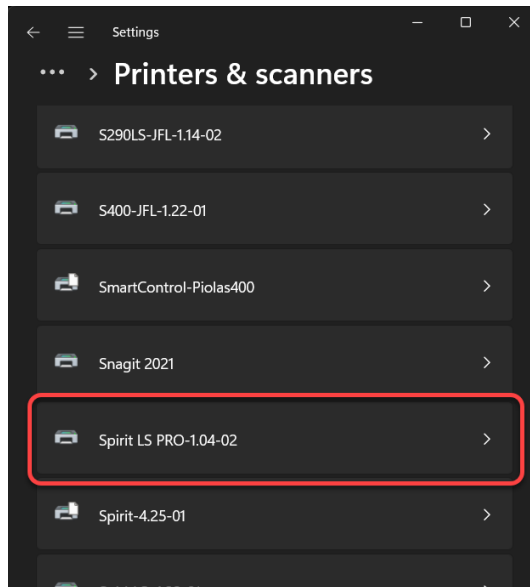 Settings
... > Printers & scanners
S290LS-JFL-1.14-02
S400-JFL-1.22-01
SmartControl-Piolas400
Snagit 2021
Spirit LS PRO-1.04-02
Spirit-4.25-01